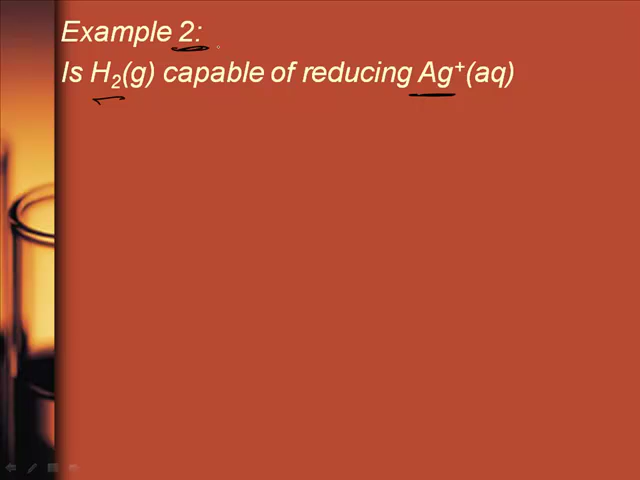 Example 2:
Is H₂(g) capable of reducing Ag⁺(aq)